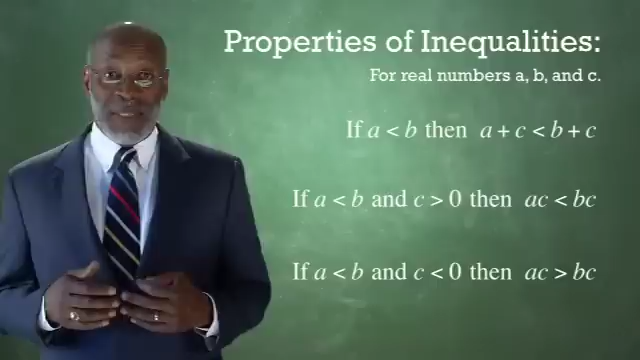 Properties of Inequalities:
For real numbers a, b, and c.
If a < b then a + c < b + c
If a < b and c > 0 then ac < bc
If a < b and c < 0 then ac > bc